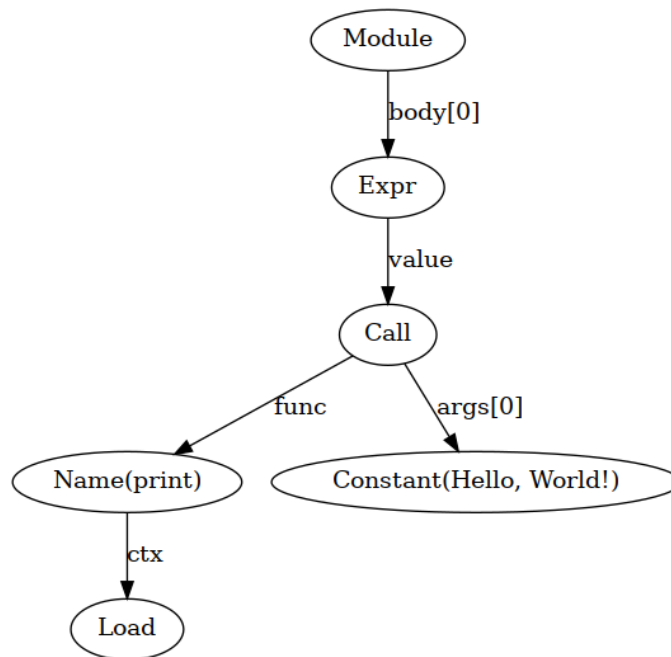 Module
body[0]
Expr
value
Call
func
args[0]
Name(print)
Constant(Hello, World!)
ctx
Load